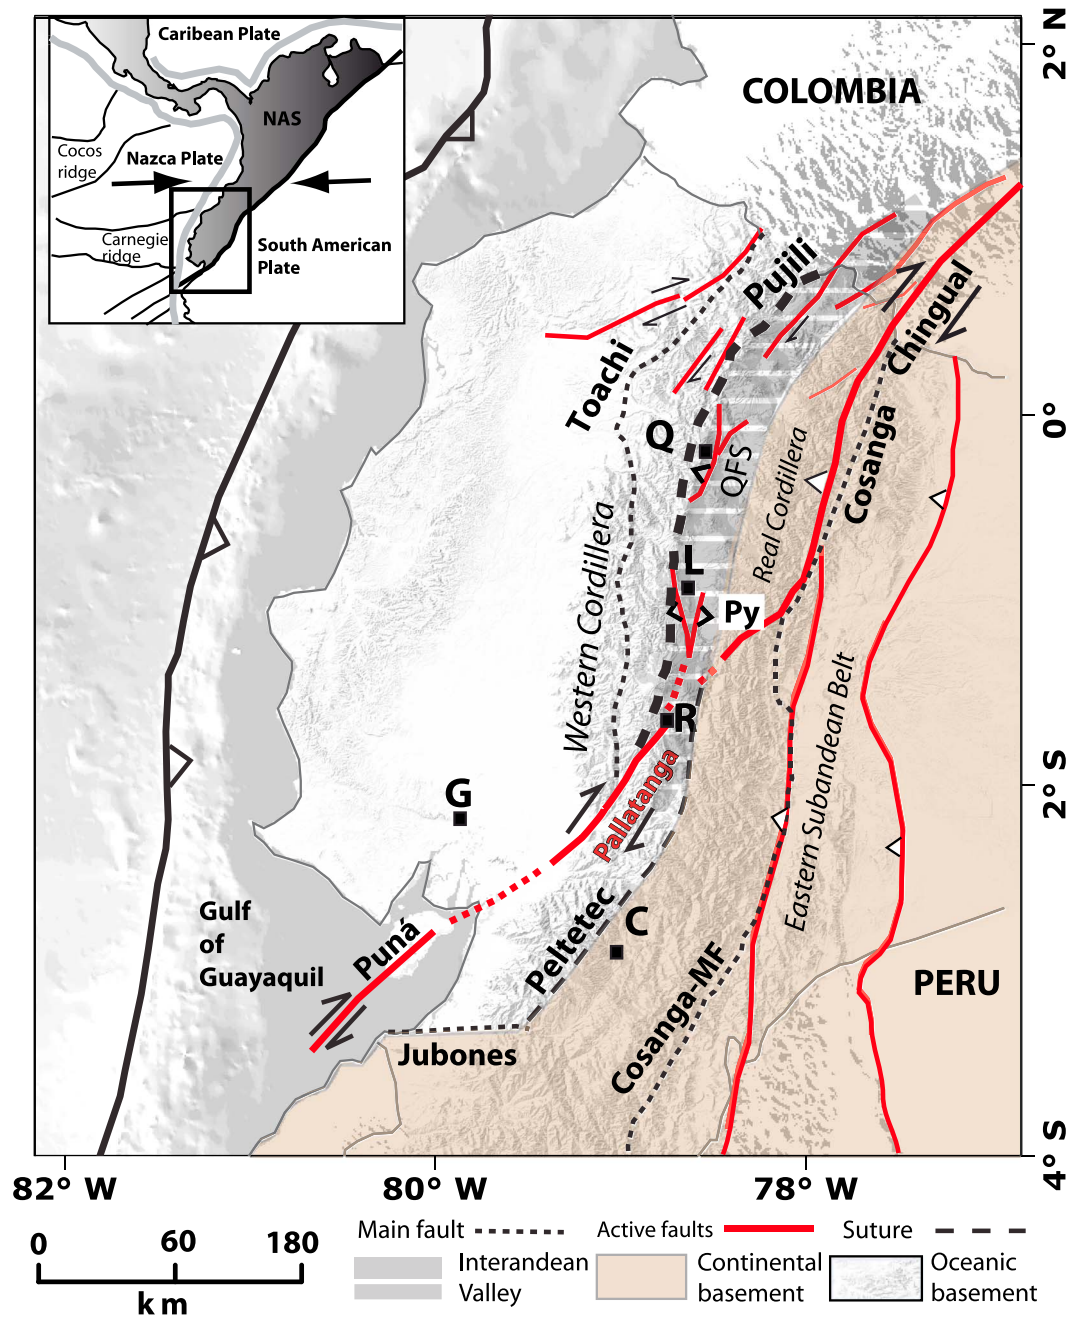 Caribean Plate
NAS
Cocos
ridge
Nazca Plate
Carnegie
ridge
South American
Plate
COLOMBIA
2° N
Pujili
Chingual
Toachi
0°
Q
QFS
Real Cordillera
Cosanga
Western Cordillera
L
Py
R
Eastern Subandean Belt
Pallatanga
G
2° S
Gulf
of
Guayaquil
Puná
Peltetec
C
Cosanga-MF
PERU
Jubones
4° S
82° W
80° W
78° W
0
60
180
km
Main fault
Active faults
Suture
Interandean
Valley
Continental
basement
Oceanic
basement